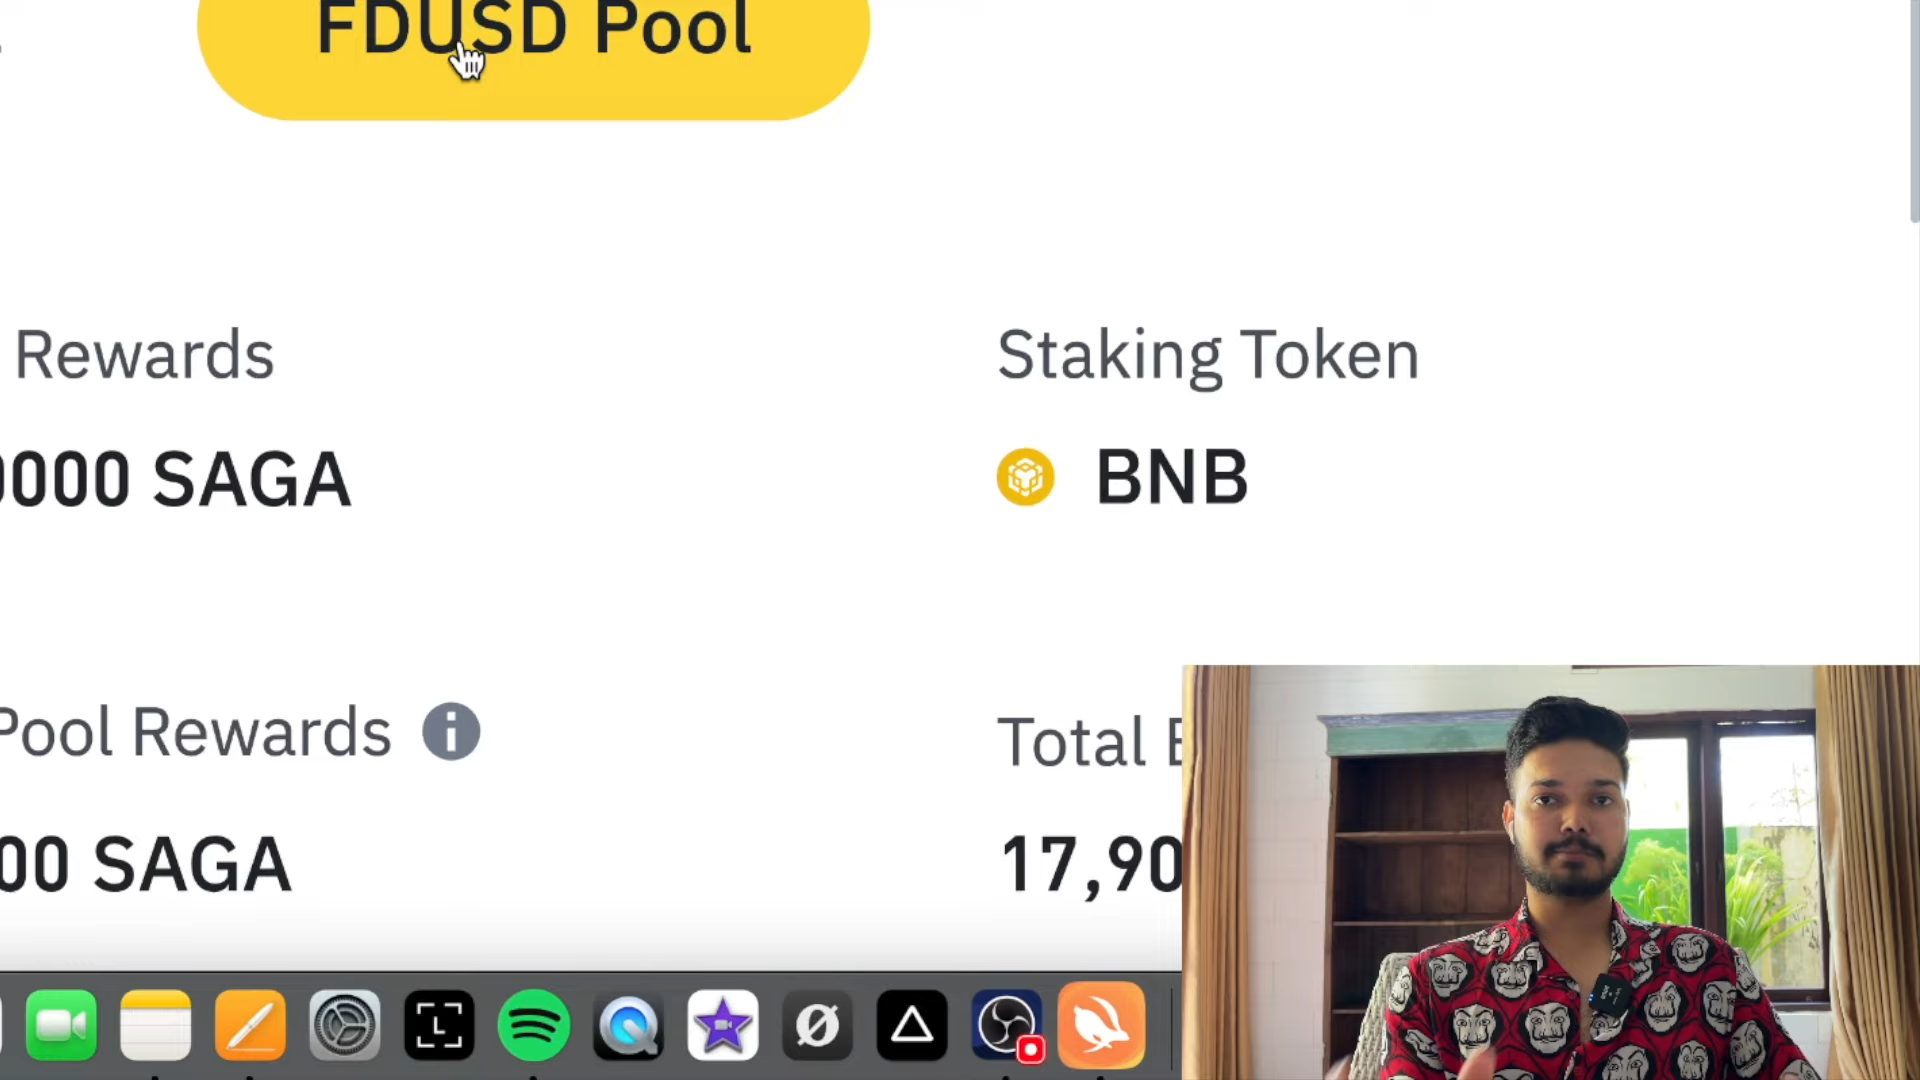 FDUSD Pool
Rewards
Staking Token
0000 SAGA
BNB
Pool Rewards
Total
00 SAGA
17,90